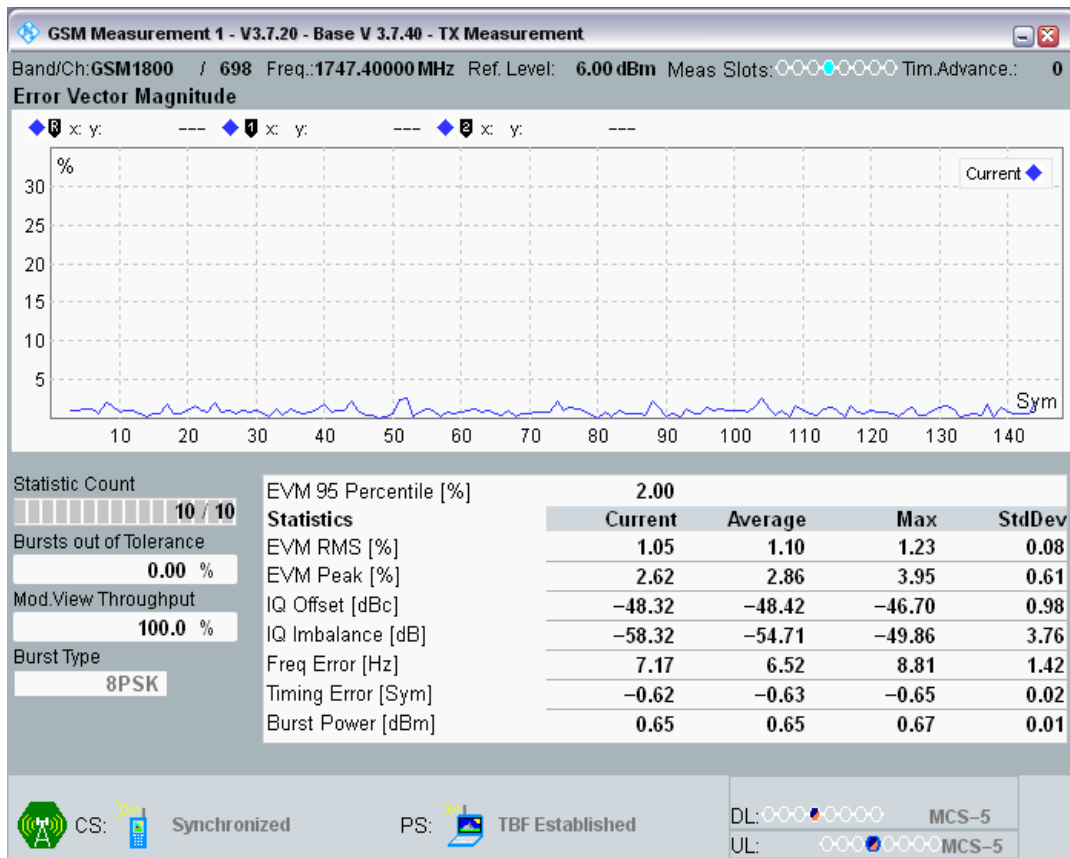 GSM Measurement 1 - V3.7.20 - Base V 3.7.40 - TX Measurement
Band/Ch:GSM1800 / 698 Freq.:1747.40000 MHz Ref. Level: 6.00 dBm Meas Slots: Tim.Advance.: 0
Error Vector Magnitude
R x: y: --- 1 x: y: --- 2 x: y: ---
%
Current
30
25
20
15
10
5
Sym
10 20 30 40 50 60 70 80 90 100 110 120 130 140
Statistic Count
10 / 10
Bursts out of Tolerance
0.00 %
Mod.View Throughput
100.0 %
Burst Type
8PSK
EVM 95 Percentile [%] 2.00
Statistics Current Average Max StdDev
EVM RMS [%] 1.05 1.10 1.23 0.08
EVM Peak [%] 2.62 2.86 3.95 0.61
IQ Offset [dBc] −48.32 −48.42 −46.70 0.98
IQ Imbalance [dB] −58.32 −54.71 −49.86 3.76
Freq Error [Hz] 7.17 6.52 8.81 1.42
Timing Error [Sym] −0.62 −0.63 −0.65 0.02
Burst Power [dBm] 0.65 0.65 0.67 0.01
CS: Synchronized PS: TBF Established
DL: MCS−5
UL: MCS−5